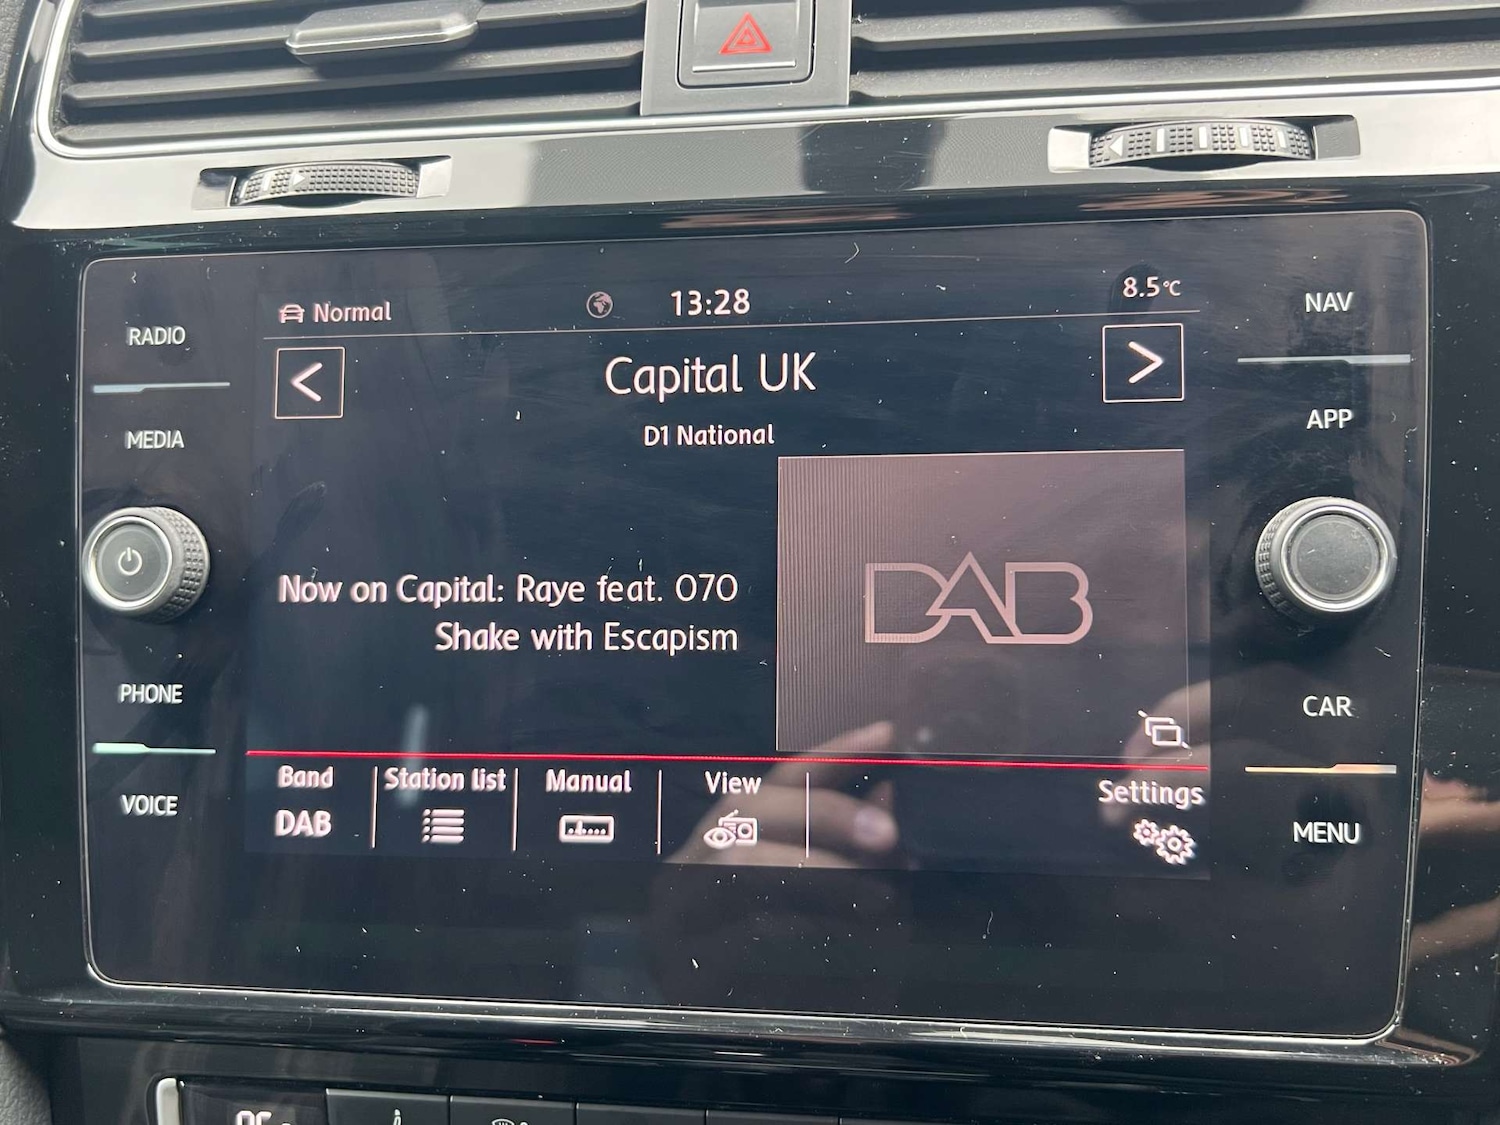 RADIO
MEDIA
PHONE
VOICE
Normal
13:28
8.5°C
<
Capital UK
>
D1 National
Now on Capital: Raye feat. 070
Shake with Escapism
DAB
Band
DAB
Station list
Manual
View
Settings
NAV
APP
CAR
MENU